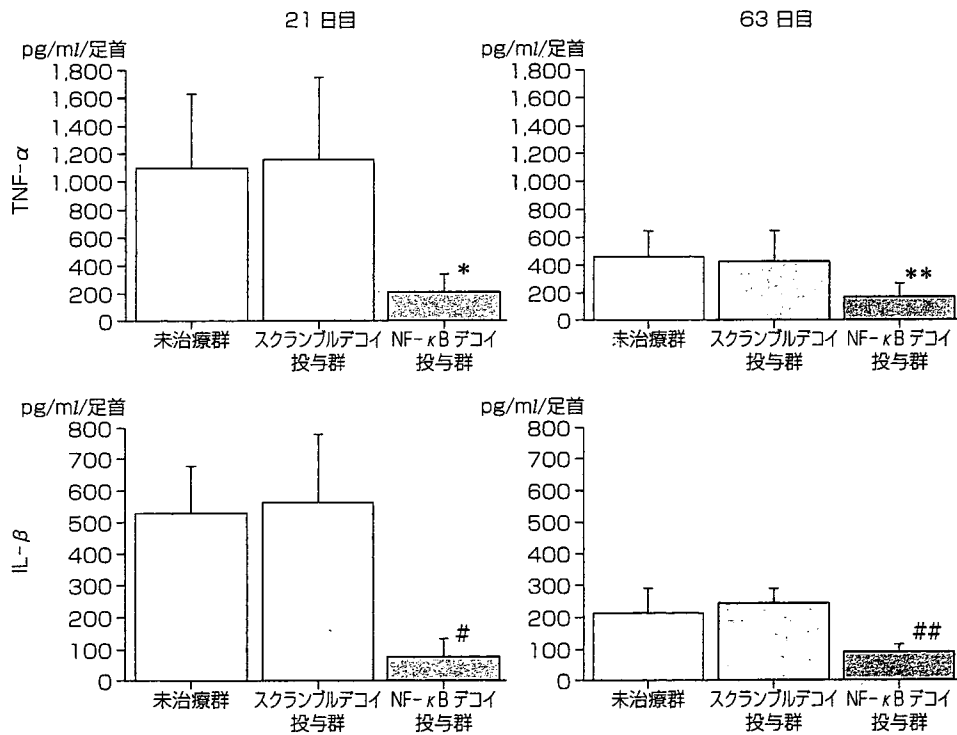 21 日目
63 日目
pg/ml/足首
1,800
1,600
1,400
1,200
1,000
800
600
400
200
0
TNF-α
*
未治療群
スクランブルデコイ
投与群
NF-κB デコイ
投与群
pg/ml/足首
1,800
1,600
1,400
1,200
1,000
800
600
400
200
0
**
未治療群
スクランブルデコイ
投与群
NF-κB デコイ
投与群
pg/ml/足首
800
700
600
500
400
300
200
100
0
IL-β
#
未治療群
スクランブルデコイ
投与群
NF-κB デコイ
投与群
pg/ml/足首
800
700
600
500
400
300
200
100
0
##
未治療群
スクランブルデコイ
投与群
NF-κB デコイ
投与群